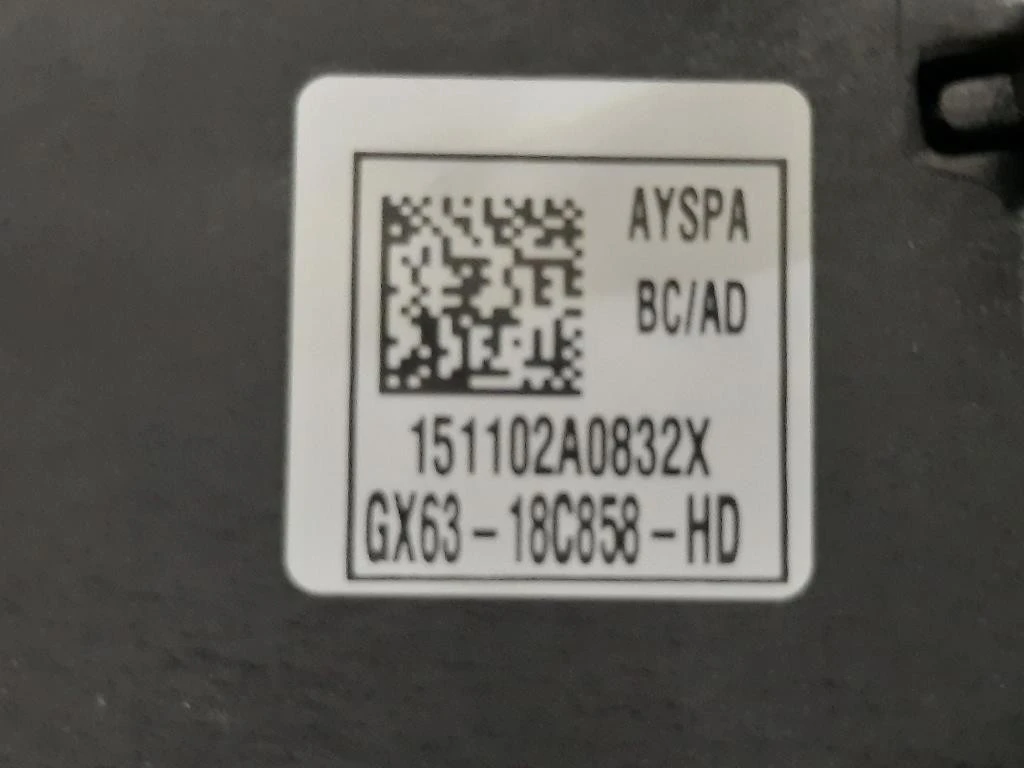 AYSPA
BC/AD
151102A0832X
GX63-18C858-HD